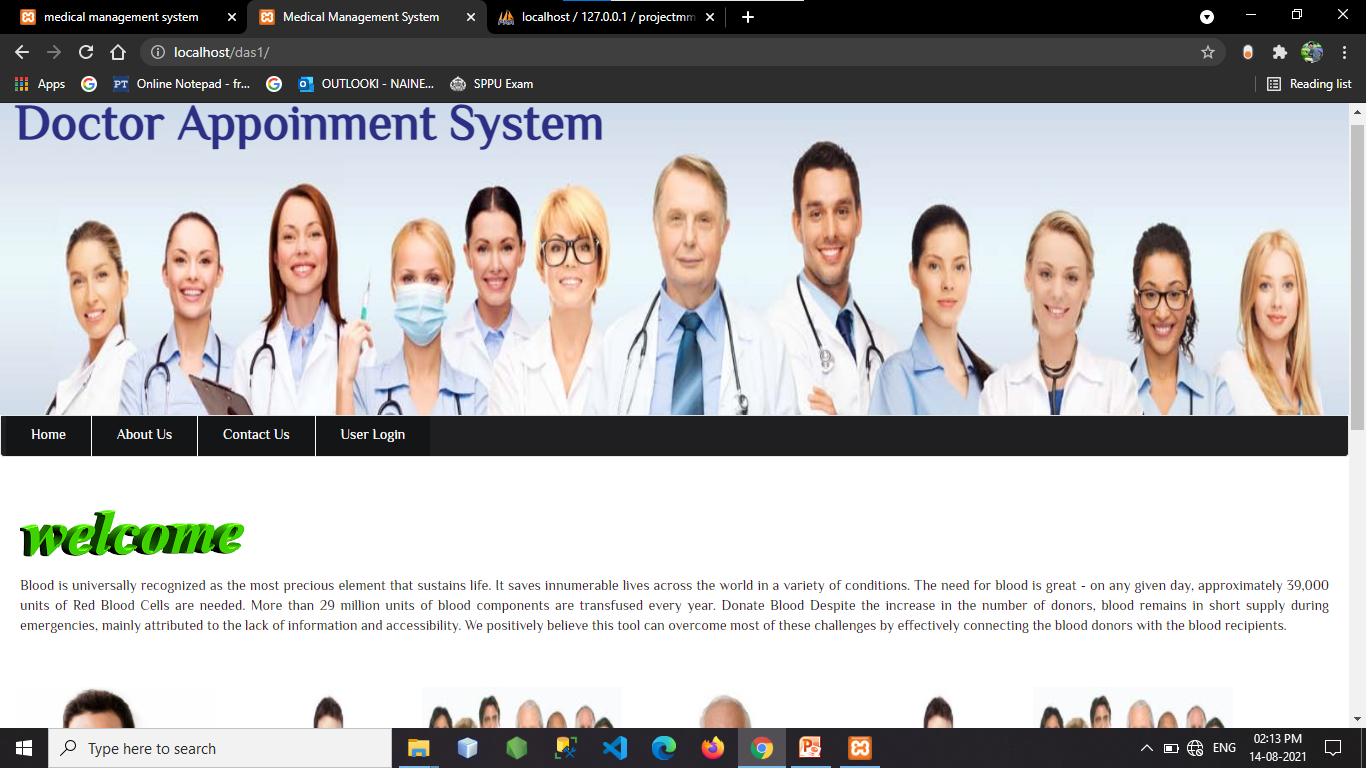 medical management system
Medical Management System
localhost / 127.0.0.1 / projectmm
localhost/das1/
Apps
PT
Online Notepad - fr...
OUTLOOKI - NAINE...
SPPU Exam
Reading list
Doctor Appoinment System
Home
About Us
Contact Us
User Login
welcome
Blood is universally recognized as the most precious element that sustains life. It saves innumerable lives across the world in a variety of conditions. The need for blood is great - on any given day, approximately 39,000
units of Red Blood Cells are needed. More than 29 million units of blood components are transfused every year. Donate Blood Despite the increase in the number of donors, blood remains in short supply during
emergencies, mainly attributed to the lack of information and accessibility. We positively believe this tool can overcome most of these challenges by effectively connecting the blood donors with the blood recipients.
Type here to search
ENG
02:13 PM
14-08-2021